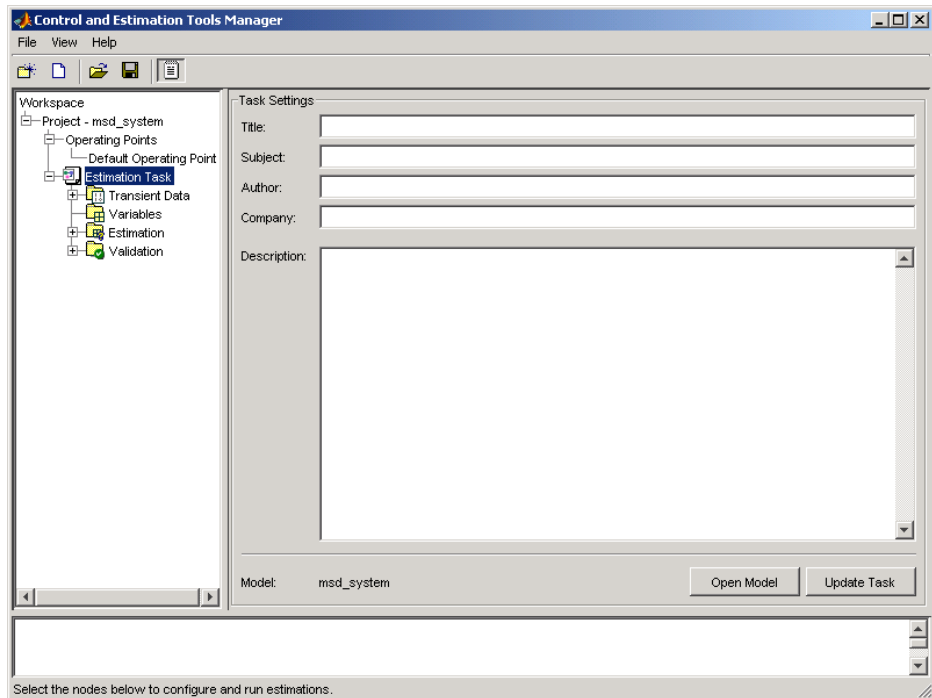 Control and Estimation Tools Manager
File View Help
Workspace
Project - msd_system
Operating Points
Default Operating Point
Estimation Task
Transient Data
Variables
Estimation
Validation
Task Settings
Title:
Subject:
Author:
Company:
Description:
Model: msd_system
Open Model
Update Task
Select the nodes below to configure and run estimations.